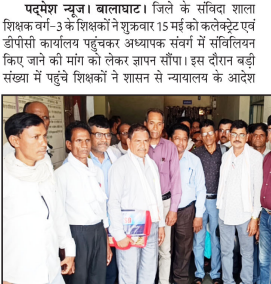 पद्मेश न्यूज। बालाघाट। जिले के संविदा शाला
शिक्षक वर्ग-3 के शिक्षकों ने शुक्रवार 15 मई को कलेक्ट्रेट एवं
डीपीसी कार्यालय पहुंचकर अध्यापक संवर्ग में संविलियन
किए जाने की मांग को लेकर ज्ञापन सौंपा। इस दौरान बड़ी
संख्या में पहुंचे शिक्षकों ने शासन से न्यायालय के आदेश